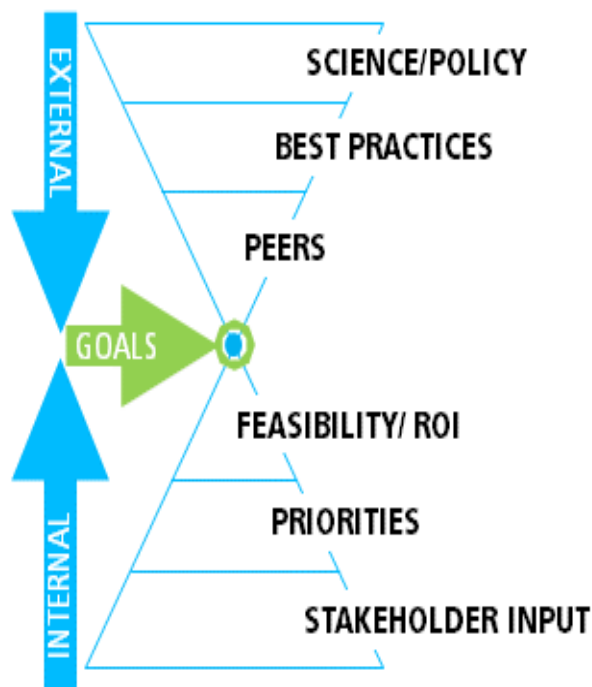 EXTERNAL
SCIENCE/POLICY
BEST PRACTICES
PEERS
GOALS
FEASIBILITY/ ROI
PRIORITIES
STAKEHOLDER INPUT
INTERNAL